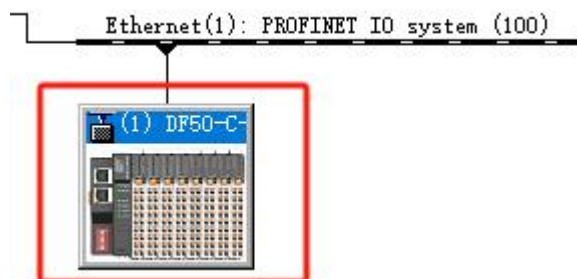 Ethernet(1): PROFINET IO system (100)
(1) DF50-C-